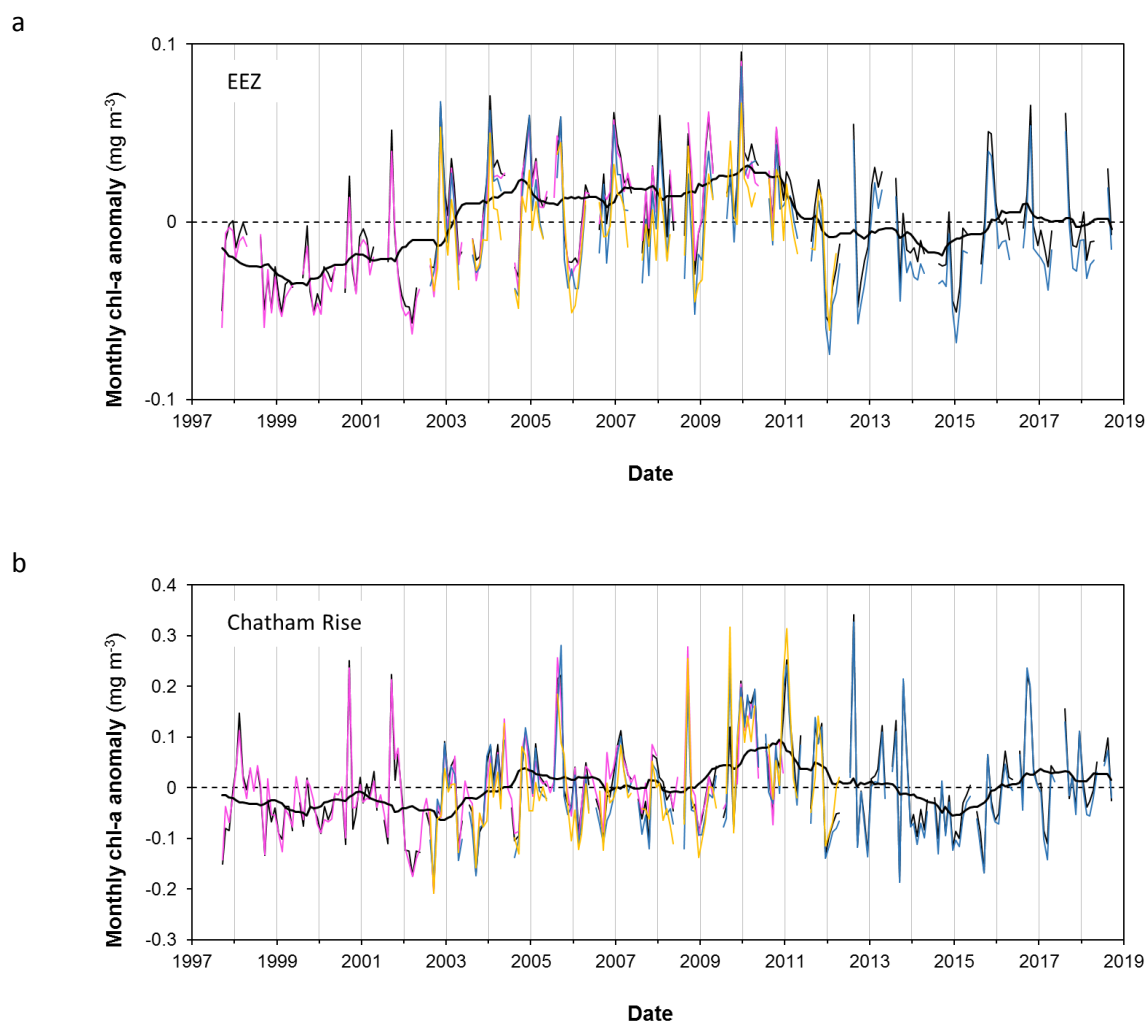 a
Monthly chl-a anomaly (mg m⁻³)
0.1
EEZ
0
-0.1
1997 1999 2001 2003 2005 2007 2009 2011 2013 2015 2017 2019
Date
b
Monthly chl-a anomaly (mg m⁻³)
0.4
0.3
Chatham Rise
0.2
0.1
0
-0.1
-0.2
-0.3
1997 1999 2001 2003 2005 2007 2009 2011 2013 2015 2017 2019
Date